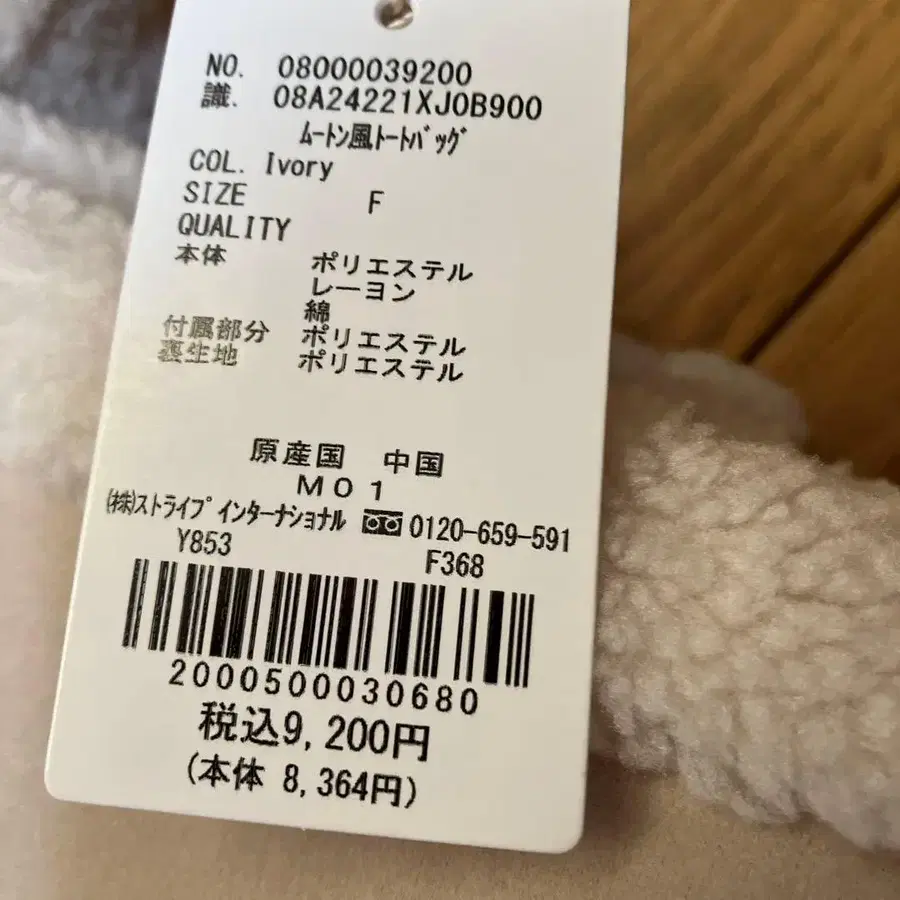 NO. 08000039200
識. 08A24221XJ0B900
ﾑｰﾄﾝ風ﾄｰﾄﾊﾞｯｸﾞ
COL. Ivory
SIZE F
QUALITY
本体 ポリエステル
レーヨン
綿
付属部分 ポリエステル
裏生地 ポリエステル
原産国 中国
M01
(株)ｽﾄﾗｲﾌﾟｲﾝﾀｰﾅｼｮﾅﾙ 0120-659-591
Y853 F368
2000500030680
税込9,200円
(本体 8,364円)